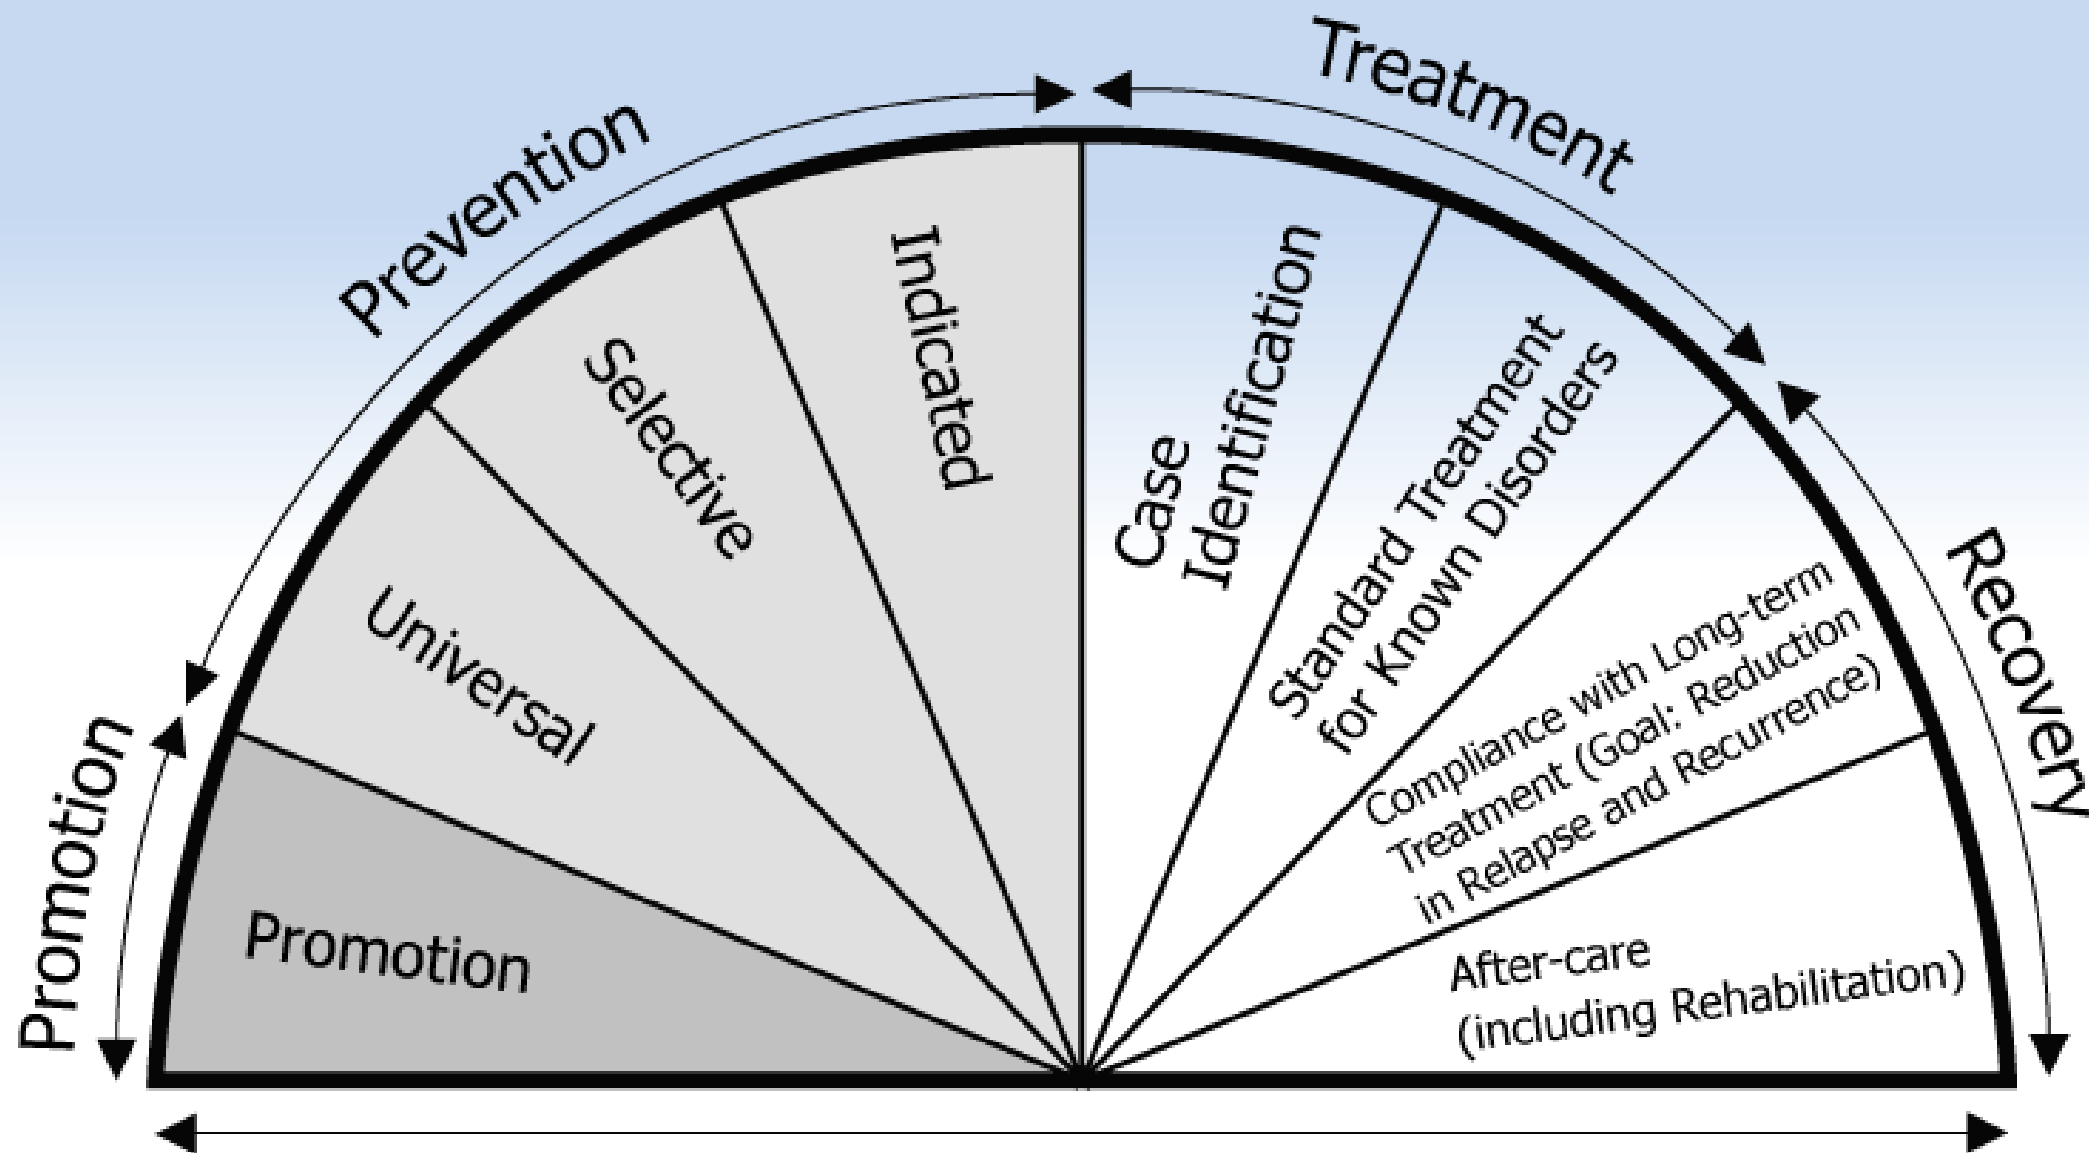 Promotion
Prevention
Treatment
Recovery
Promotion
Universal
Selective
Indicated
Case
Identification
Standard Treatment
for Known Disorders
Compliance with Long-term
Treatment (Goal: Reduction
in Relapse and Recurrence)
After-care
(including Rehabilitation)